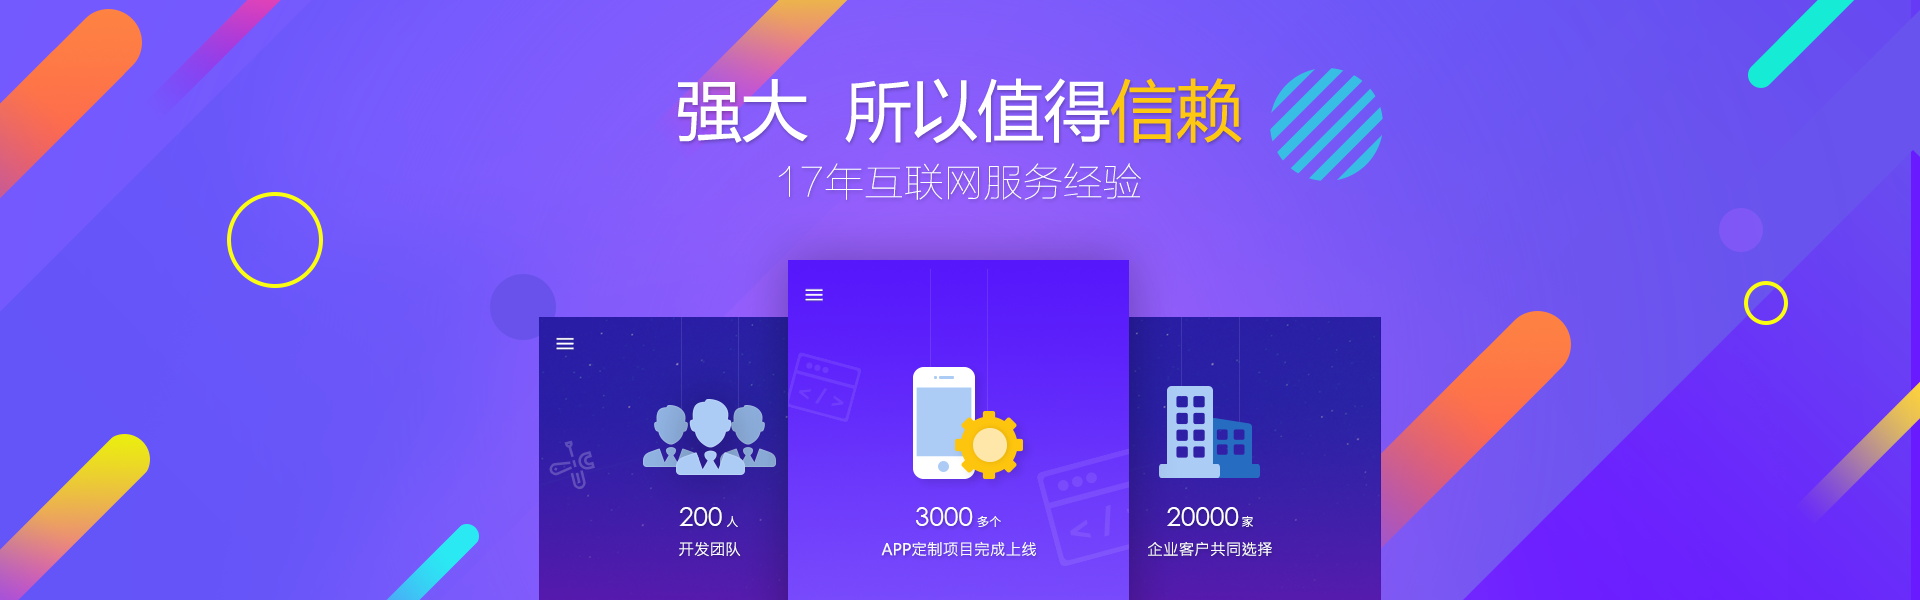 强大 所以值得信赖
17年互联网服务经验
200人
开发团队
3000多个
APP定制项目完成上线
20000家
企业客户共同选择